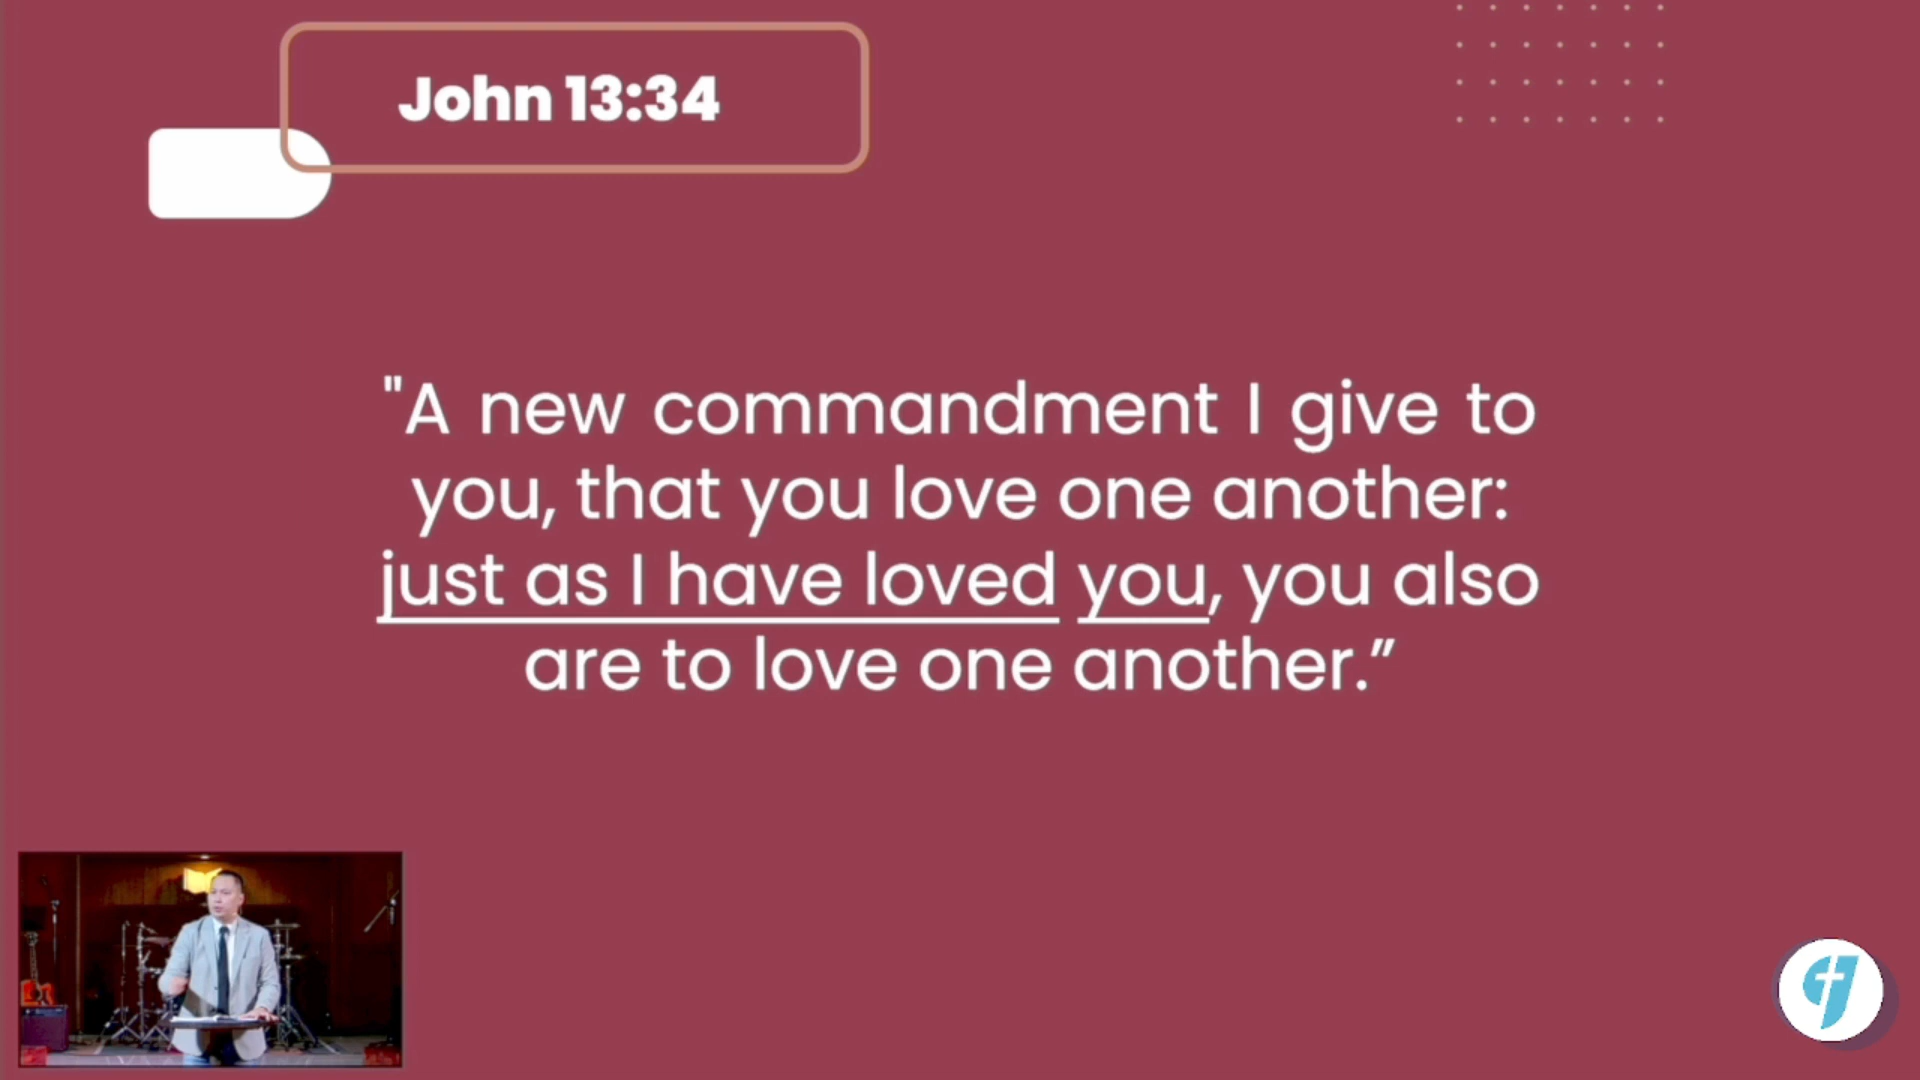 John 13:34
"A new commandment I give to
you, that you love one another:
just as I have loved you, you also
are to love one another.”